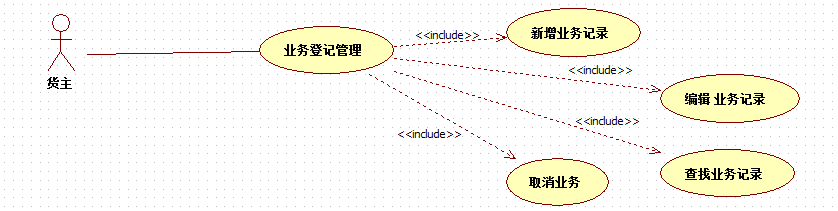 货主
业务登记管理
<<include>>
新增业务记录
<<include>>
编辑 业务记录
<<include>>
查找业务记录
<<include>>
取消业务